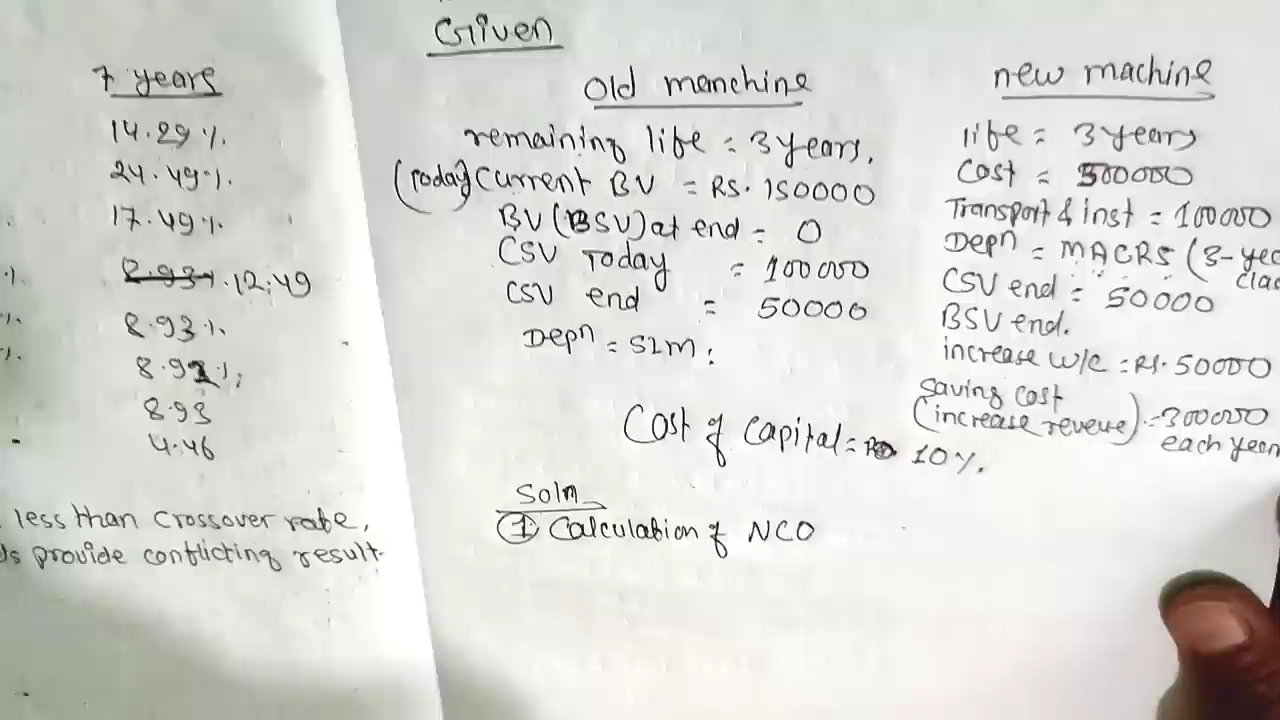 7 years
14.29 %.
24.49 %.
17.49 %.
8.93 %. 12.49
8.93 %.
8.92 %.
8.93
4.46
less than crossover rate,
ls provide conflicting result.
Given
Old manchine
remaining life = 3 years.
(today) current BV = RS. 150000
BV (BSV) at end = 0
CSV Today = 100000
CSV end = 50000
Depn = SLM:
new machine
life = 3 years
Cost = 500000
Transport & inst = 100000
Depn = MACRS (3-yea
clas
CSV end = 50000
BSV end.
increase w/c = Rs. 50000
saving cost
(increase reveue) = 300000
each year
Cost of capital = 10%.
Soln
① Calculation of NCO